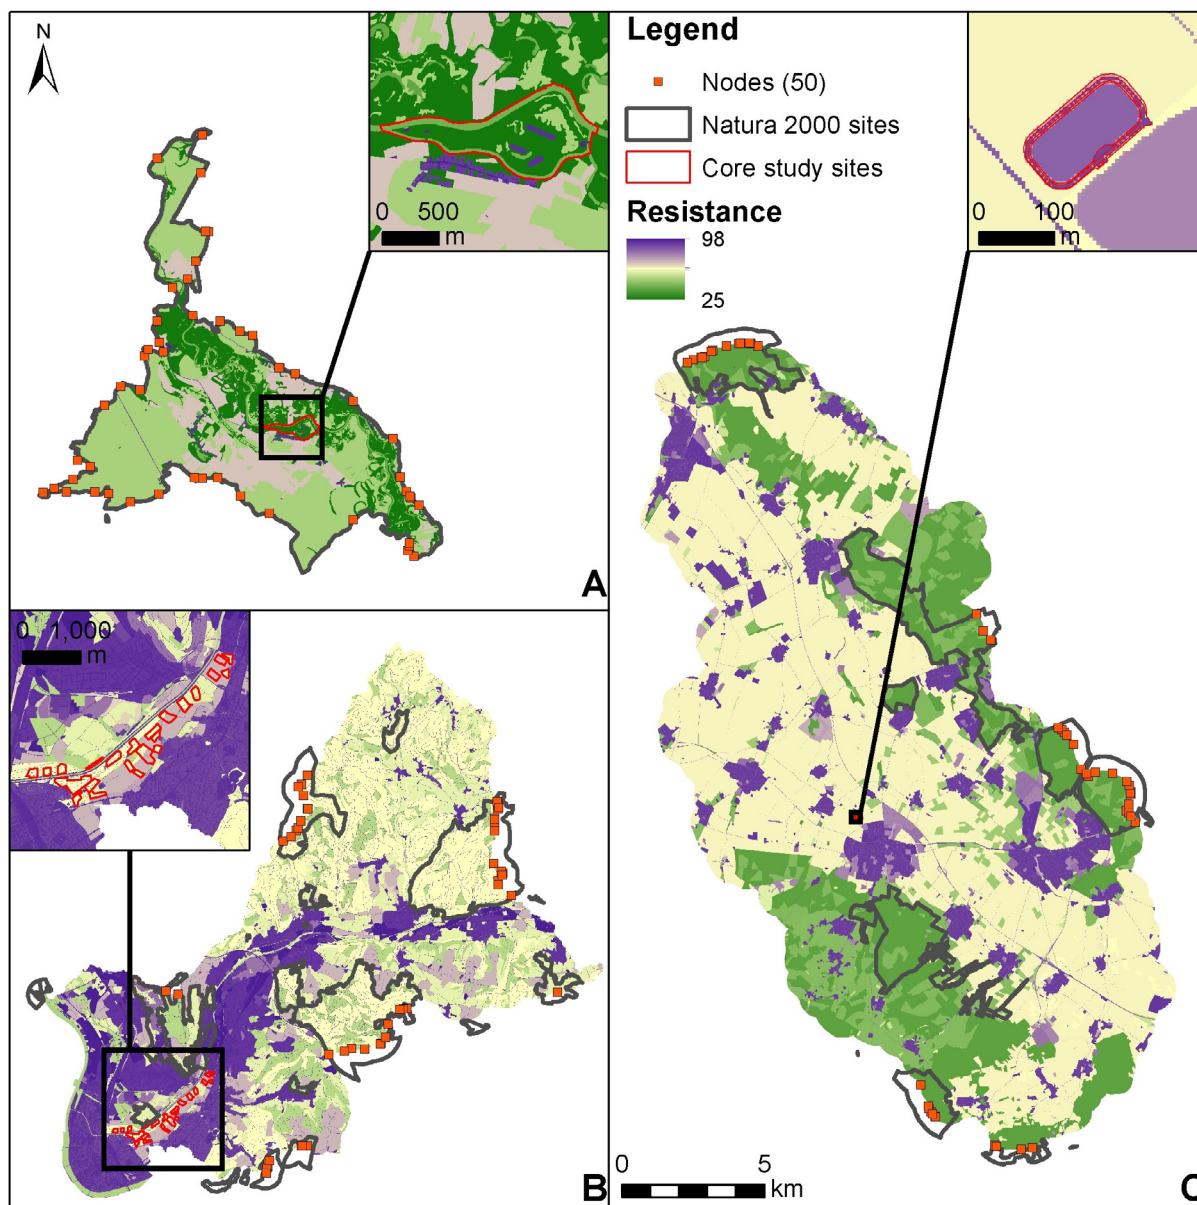 N
0 500
m
A
Legend
Nodes (50)
Natura 2000 sites
Core study sites
Resistance
98
25
0 100
m
0 1,000
m
B
0 5
km
C